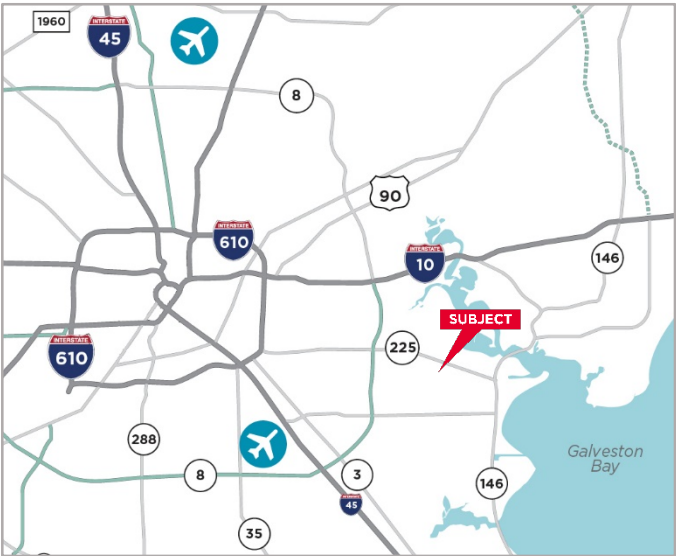 1960
INTERSTATE
45
8
90
INTERSTATE
610
INTERSTATE
10
146
SUBJECT
225
INTERSTATE
610
288
Galveston
Bay
8
3
146
45
35